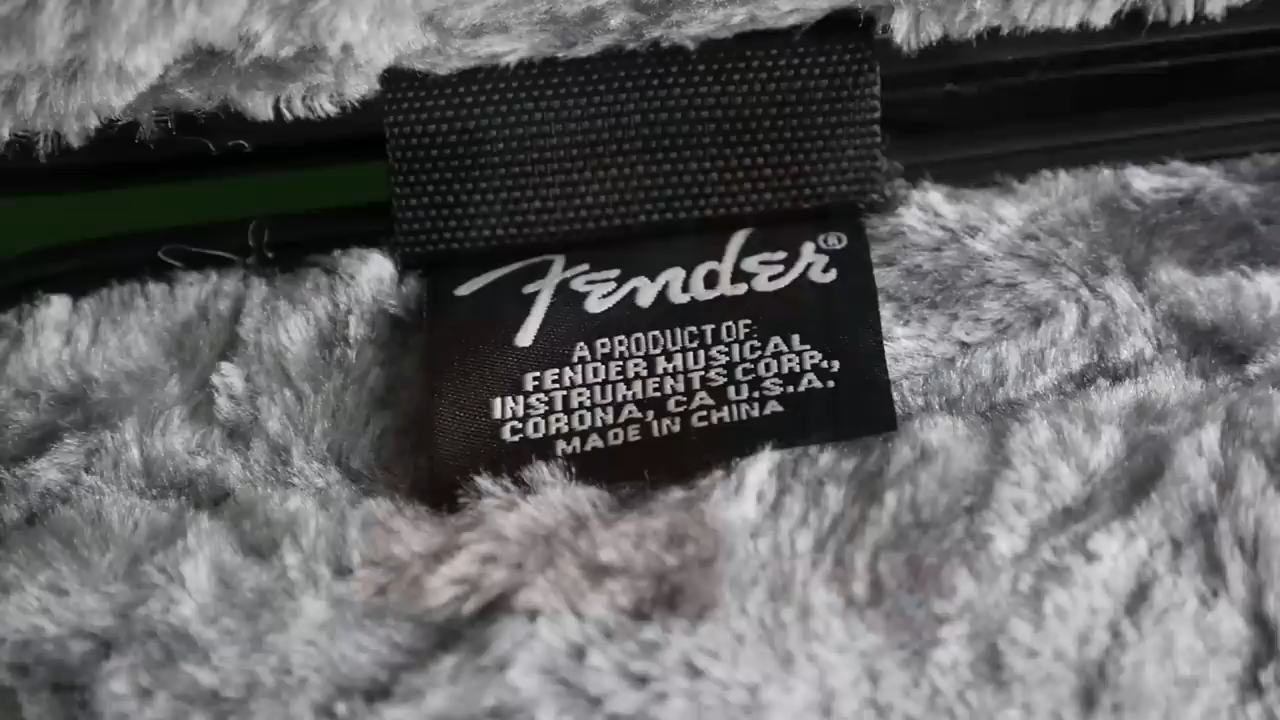 Fender®
A PRODUCT OF:
FENDER MUSICAL
INSTRUMENTS CORP.,
CORONA, CA U.S.A.
MADE IN CHINA